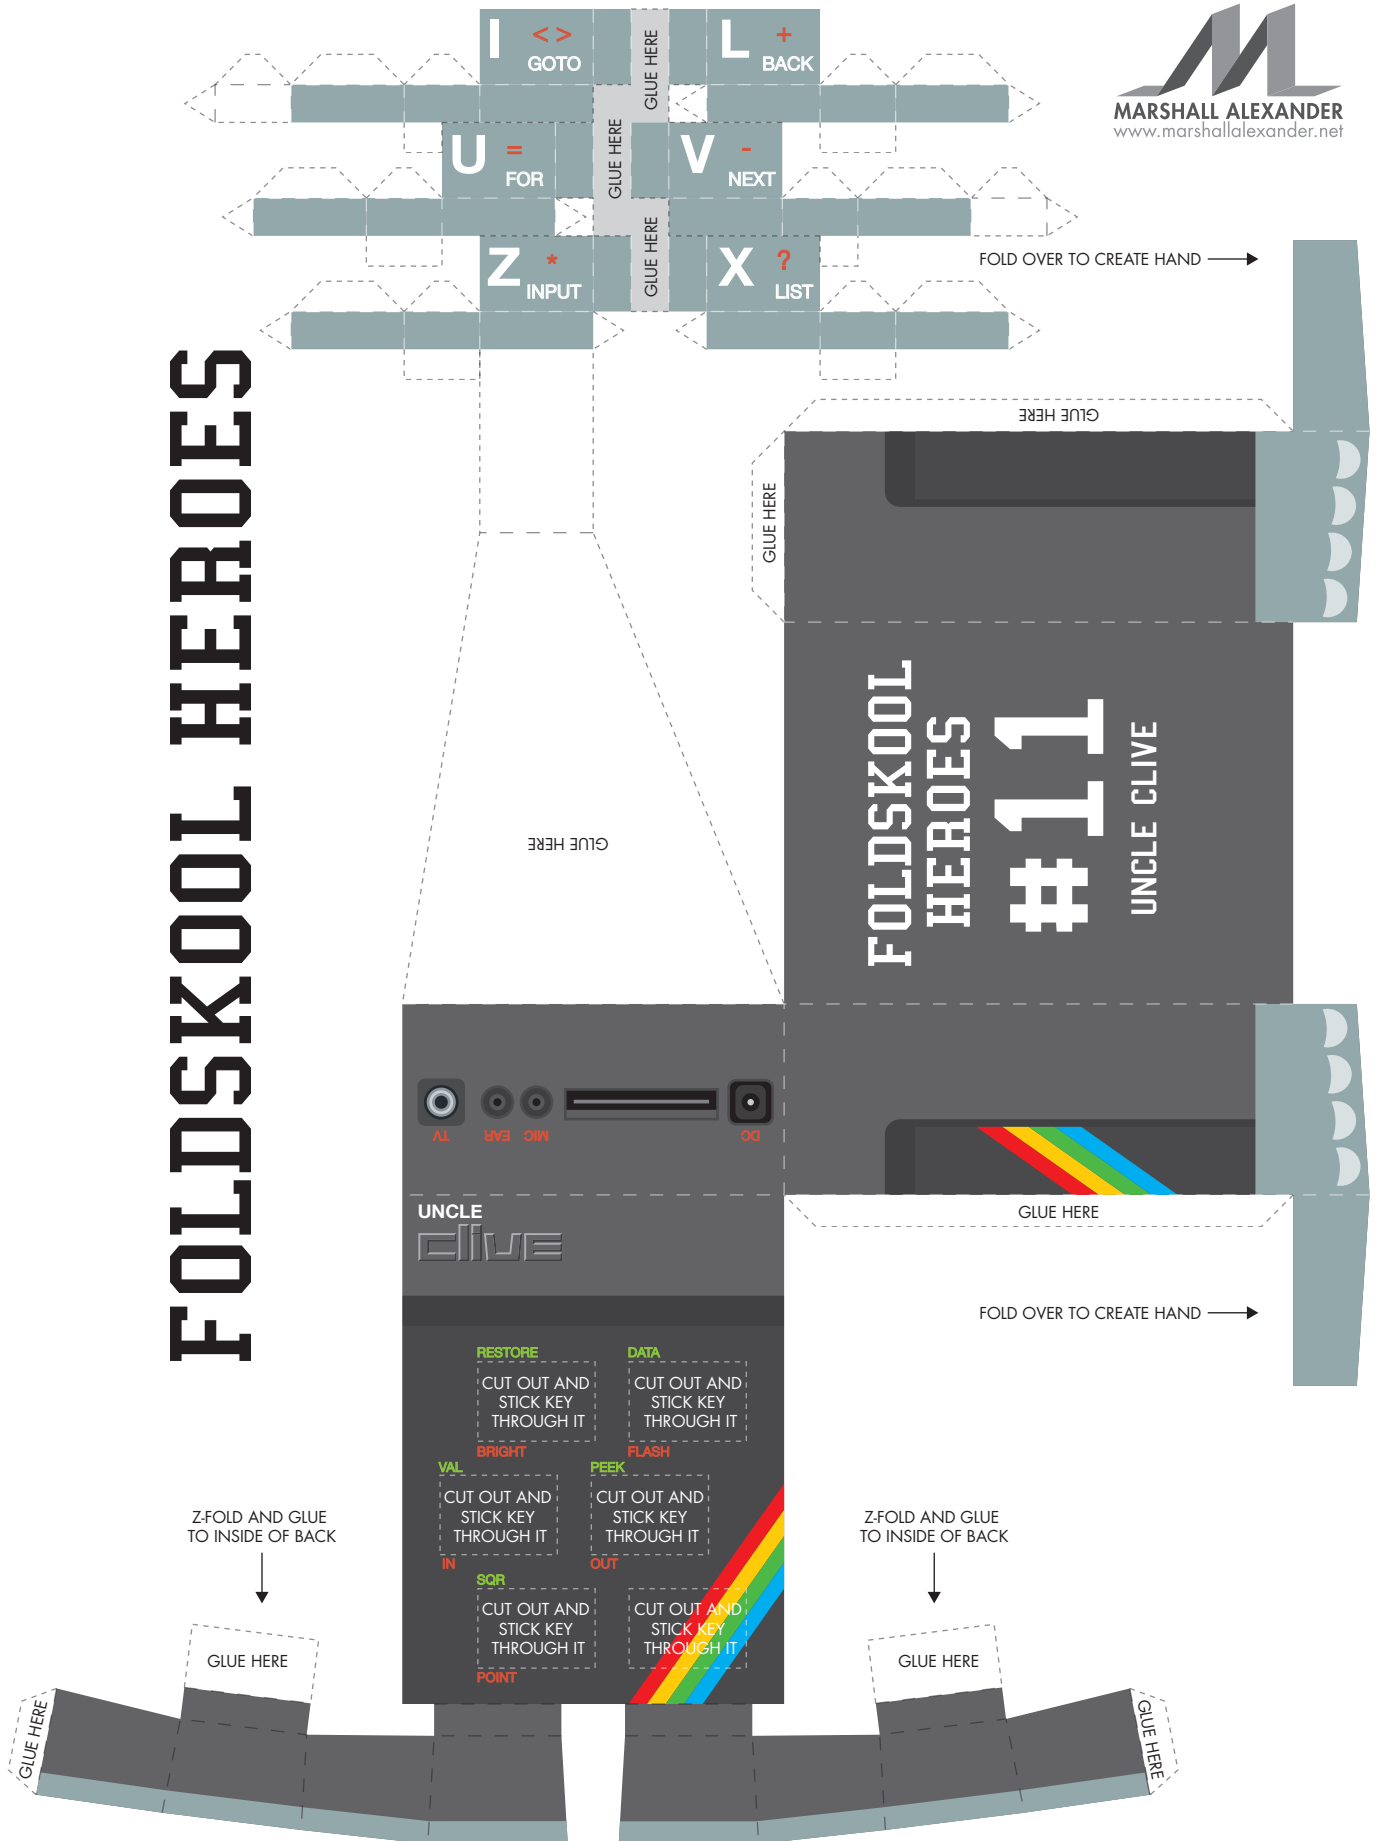 I < >
GOTO
GLUE HERE
L +
BACK
MARSHALL ALEXANDER
www.marshallalexander.net
GLUE HERE
U =
FOR
V -
NEXT
GLUE HERE
Z *
INPUT
X ?
LIST
FOLD OVER TO CREATE HAND
FOLDSKOOL HEROES
GLUE HERE
GLUE HERE
FOLDSKOOL
HEROES
#11
UNCLE CLIVE
GLUE HERE
TV EAR MIC DC
UNCLE
clive
GLUE HERE
FOLD OVER TO CREATE HAND
RESTORE DATA
CUT OUT AND
STICK KEY
THROUGH IT
CUT OUT AND
STICK KEY
THROUGH IT
BRIGHT FLASH
VAL PEEK
CUT OUT AND
STICK KEY
THROUGH IT
CUT OUT AND
STICK KEY
THROUGH IT
IN OUT
SQR
CUT OUT AND
STICK KEY
THROUGH IT
CUT OUT AND
STICK KEY
THROUGH IT
POINT
Z-FOLD AND GLUE
TO INSIDE OF BACK
Z-FOLD AND GLUE
TO INSIDE OF BACK
GLUE HERE
GLUE HERE
GLUE HERE
GLUE HERE